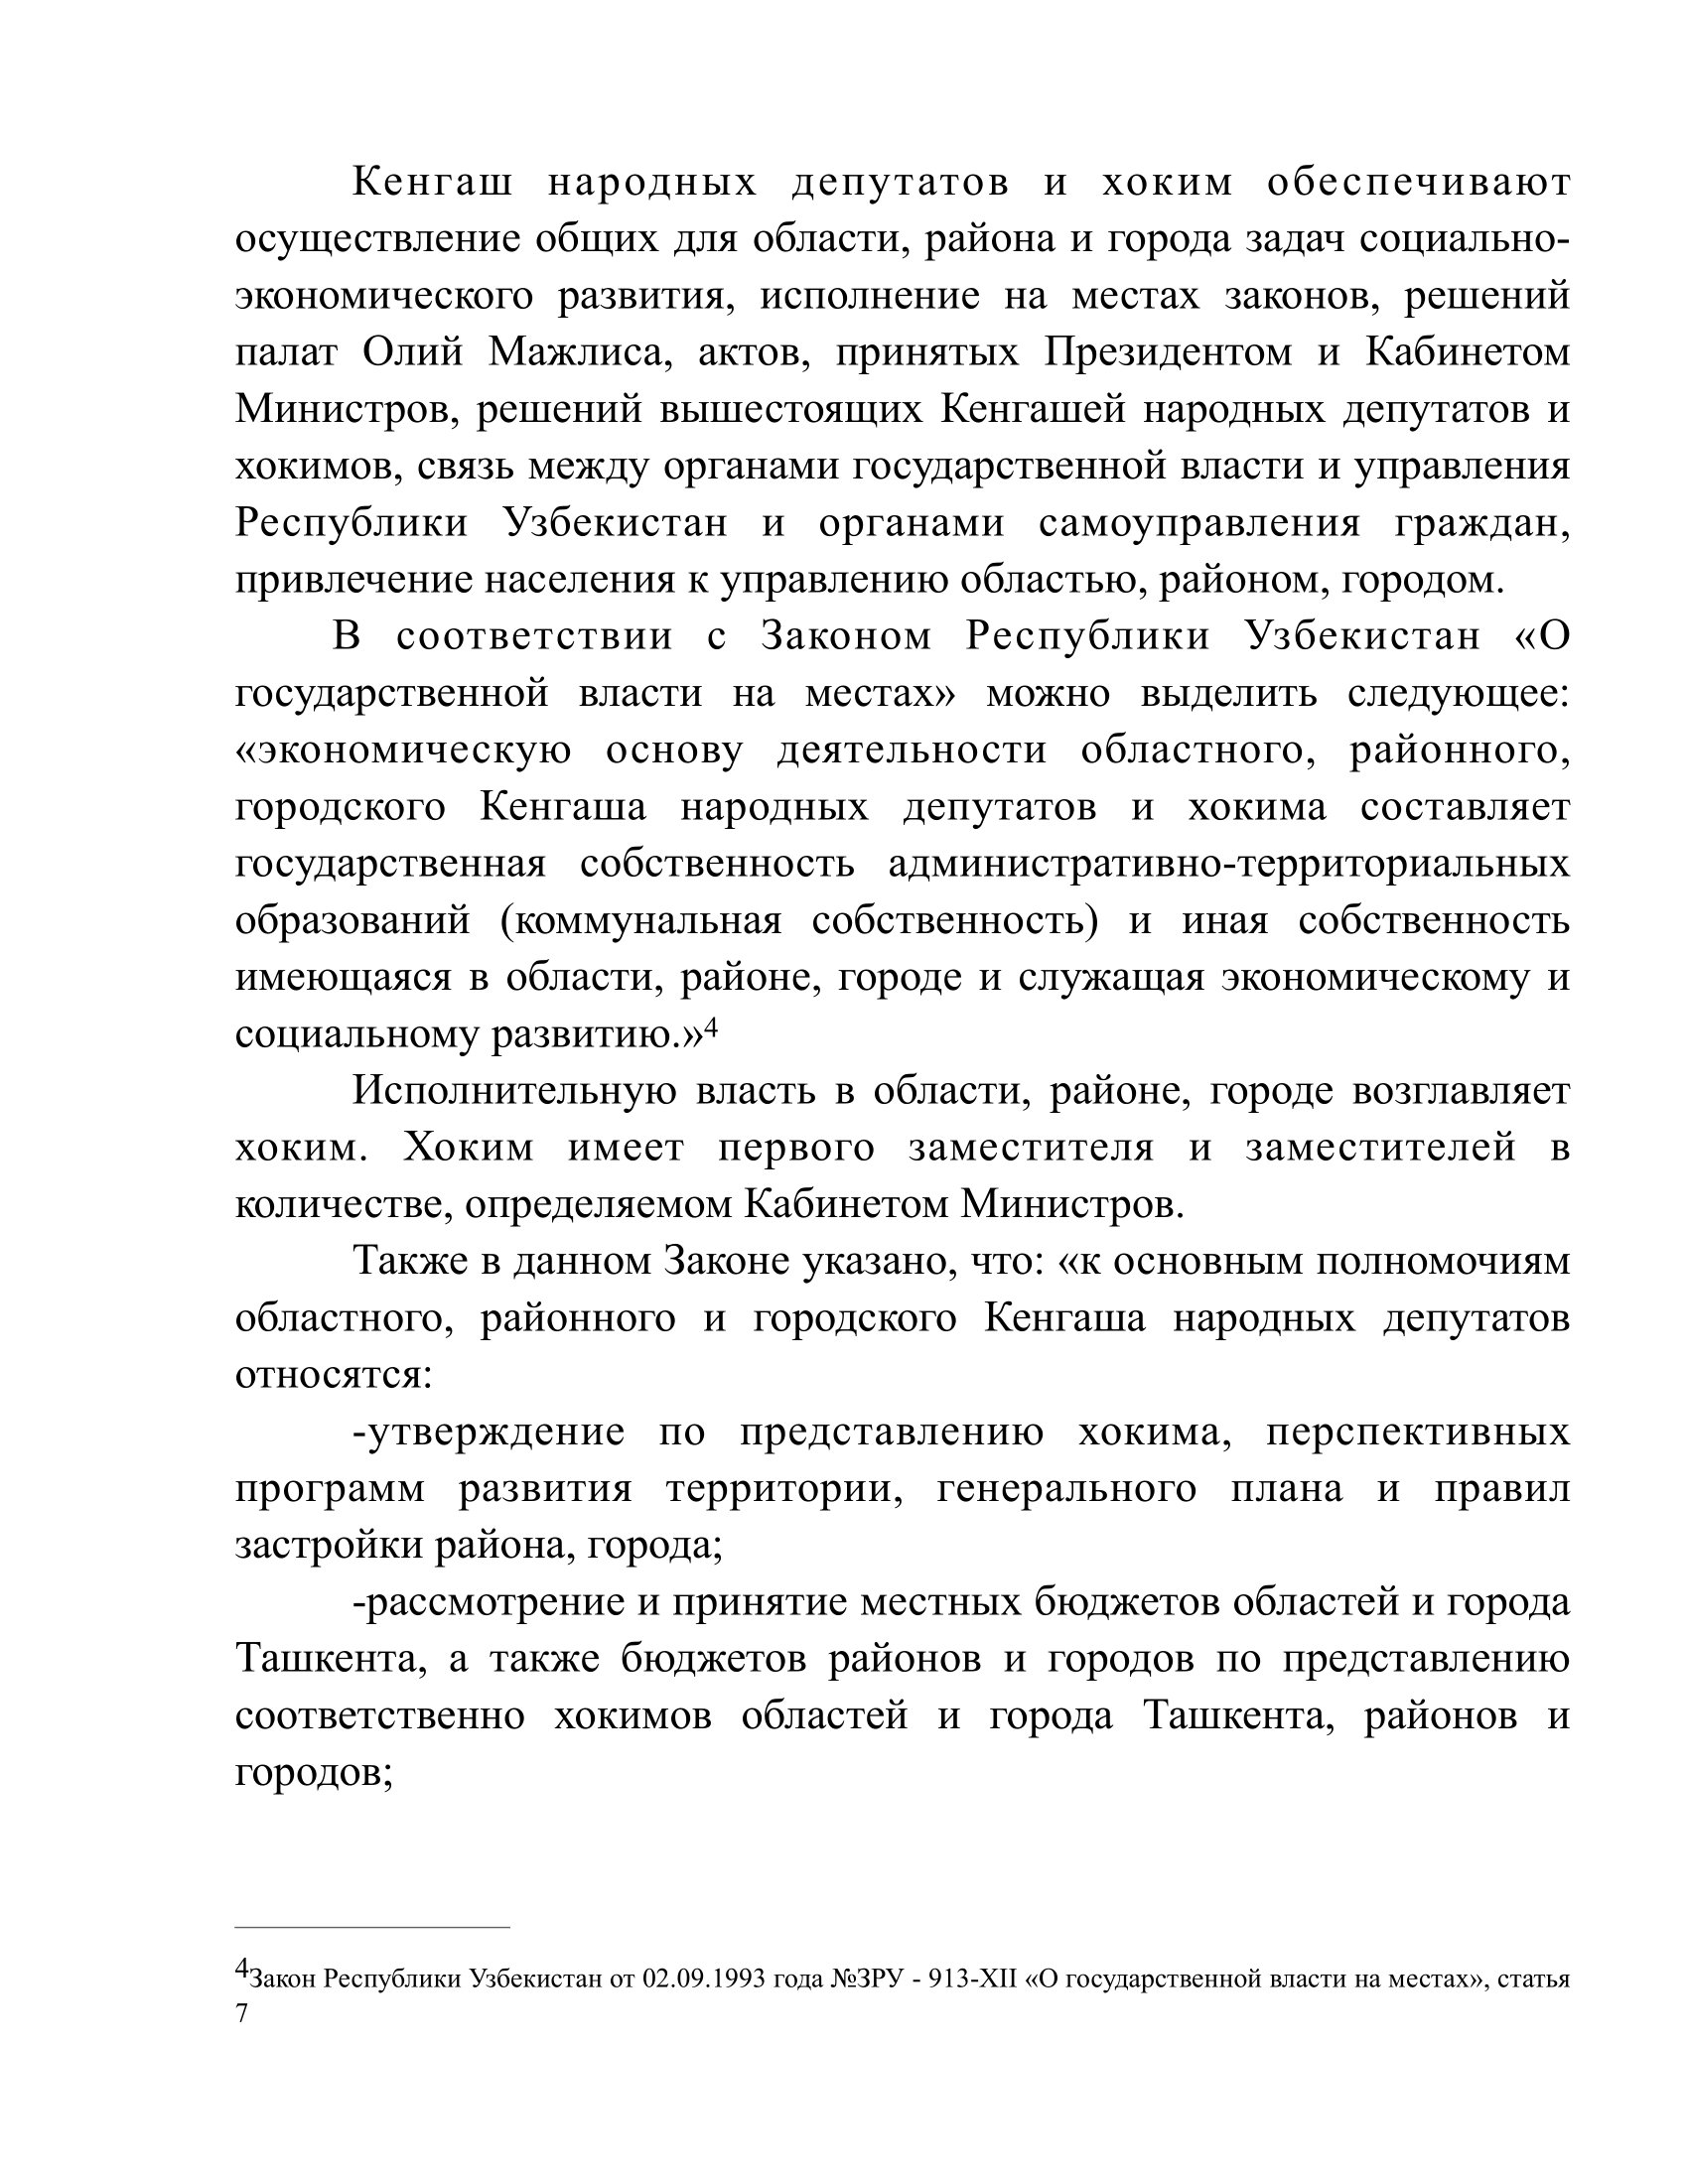 Кенгаш народных депутатов и хоким обеспечивают
осуществление общих для области, района и города задач социально-
экономического развития, исполнение на местах законов, решений
палат Олий Мажлиса, актов, принятых Президентом и Кабинетом
Министров, решений вышестоящих Кенгашей народных депутатов и
хокимов, связь между органами государственной власти и управления
Республики Узбекистан и органами самоуправления граждан,
привлечение населения к управлению областью, районом, городом.
В соответствии с Законом Республики Узбекистан «О
государственной власти на местах» можно выделить следующее:
«экономическую основу деятельности областного, районного,
городского Кенгаша народных депутатов и хокима составляет
государственная собственность административно-территориальных
образований (коммунальная собственность) и иная собственность
имеющаяся в области, районе, городе и служащая экономическому и
социальному развитию.»4
Исполнительную власть в области, районе, городе возглавляет
хоким. Хоким имеет первого заместителя и заместителей в
количестве, определяемом Кабинетом Министров.
Также в данном Законе указано, что: «к основным полномочиям
областного, районного и городского Кенгаша народных депутатов
относятся:
-утверждение по представлению хокима, перспективных
программ развития территории, генерального плана и правил
застройки района, города;
-рассмотрение и принятие местных бюджетов областей и города
Ташкента, а также бюджетов районов и городов по представлению
соответственно хокимов областей и города Ташкента, районов и
городов;
4Закон Республики Узбекистан от 02.09.1993 года №ЗРУ - 913-XII «О государственной власти на местах», статья
7